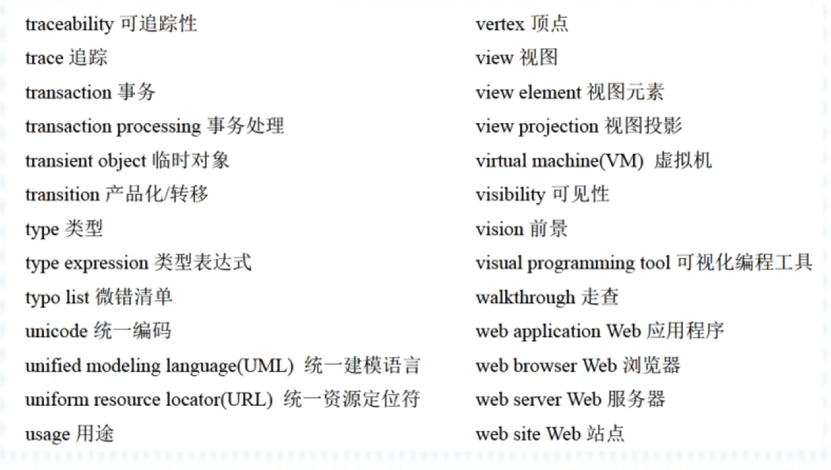 traceability 可追踪性
trace 追踪
transaction 事务
transaction processing 事务处理
transient object 临时对象
transition 产品化/转移
type 类型
type expression 类型表达式
typo list 微错清单
unicode 统一编码
unified modeling language(UML) 统一建模语言
uniform resource locator(URL) 统一资源定位符
usage 用途
vertex 顶点
view 视图
view element 视图元素
view projection 视图投影
virtual machine(VM) 虚拟机
visibility 可见性
vision 前景
visual programming tool 可视化编程工具
walkthrough 走查
web application Web 应用程序
web browser Web 浏览器
web server Web 服务器
web site Web 站点